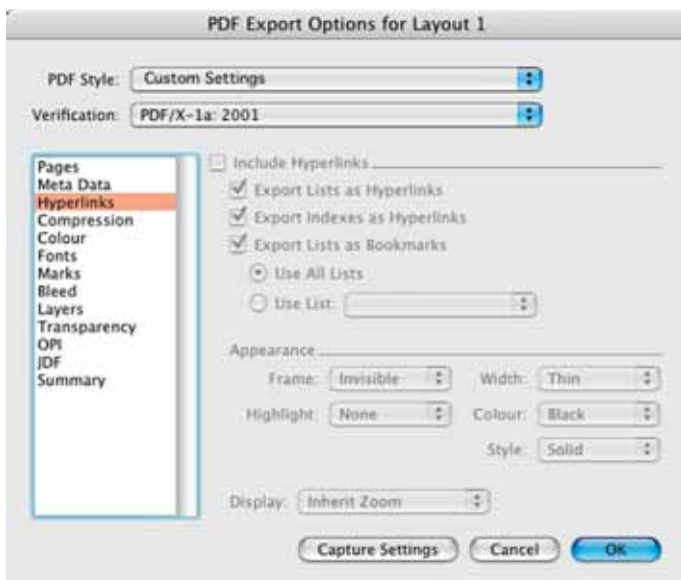 PDF Export Options for Layout 1
PDF Style: Custom Settings
Verification: PDF/X-1a: 2001
Pages
Meta Data
Hyperlinks
Compression
Colour
Fonts
Marks
Bleed
Layers
Transparency
OPI
JDF
Summary
Include Hyperlinks
Export Lists as Hyperlinks
Export Indexes as Hyperlinks
Export Lists as Bookmarks
Use All Lists
Use List:
Appearance
Frame: Invisible Width: Thin
Highlight: None Colour: Black
Style: Solid
Display: Inherit Zoom
Capture Settings Cancel OK